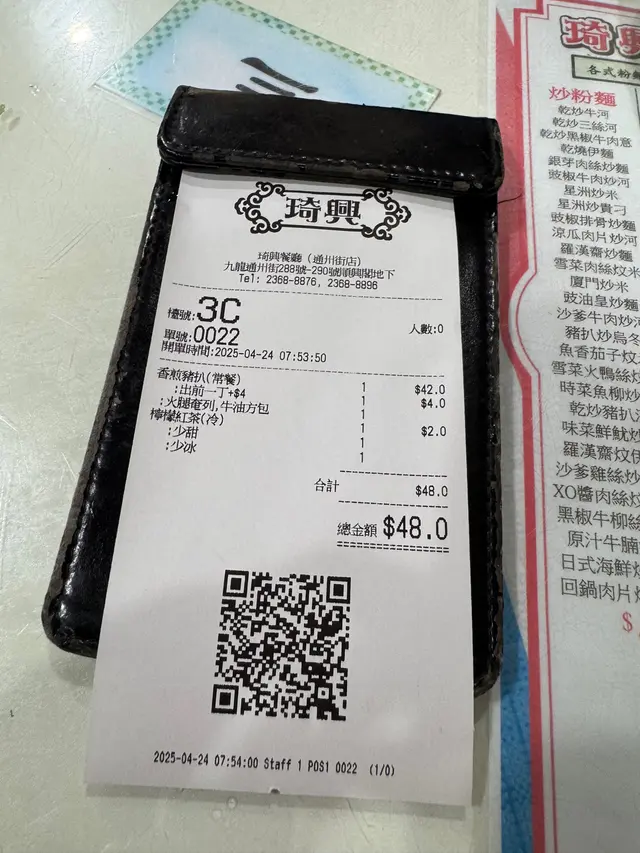 三
琦興
琦興餐廳 (通州街店)
九龍通州街288號-290號順興閣地下
Tel: 2368-8876, 2368-8896
檯號:3C
人數:0
單號:0022
開單時間:2025-04-24 07:53:50
香煎豬扒(常餐) 1 $42.0
:出前一丁+$4 1 $4.0
:火腿奄列,牛油方包 1
檸檬紅茶(冷) 1 $2.0
:少甜 1
:少冰 1
合計 $48.0
總金額 $48.0
2025-04-24 07:54:00 Staff 1 POS1 0022 (1/0)
琦興
各式粉麵
炒粉麵
乾炒牛河
乾炒三絲河
乾炒黑椒牛肉意
乾燒伊麵
銀芽肉絲炒麵
豉椒牛肉炒河
星洲炒米
星洲炒貴刁
豉椒排骨炒麵
涼瓜肉片炒河
羅漢齋炒麵
雪菜肉絲炆米
廈門炒米
豉油皇炒麵
沙爹牛肉炒河
豬扒炒烏冬
魚香茄子炆
雪菜火鴨絲炆
時菜魚柳炒
乾炒豬扒
味菜鮮魷炒
羅漢齋炆伊
沙爹雞絲炒
XO醬肉絲炆
黑椒牛柳絲
原汁牛腩
日式海鮮炒
回鍋肉片炒
$